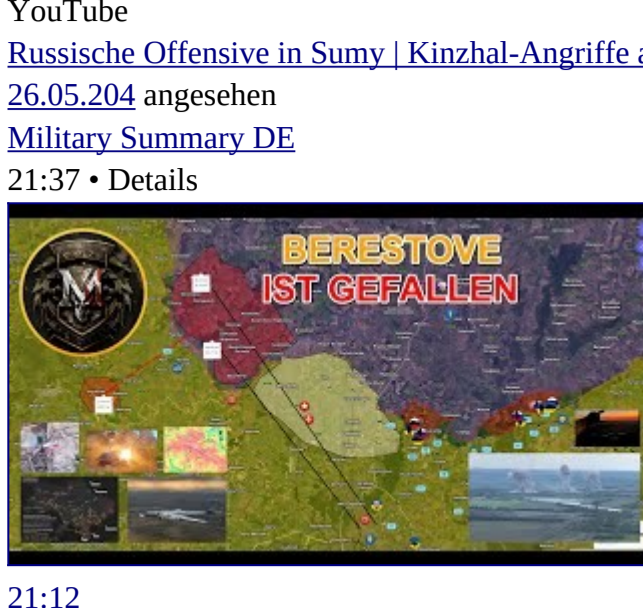 YouTube
Russische Offensive in Sumy | Kinzhal-Angriffe
26.05.204 angesehen
Military Summary DE
21:37 • Details
BERESTOVE
IST GEFALLEN
M
21:12